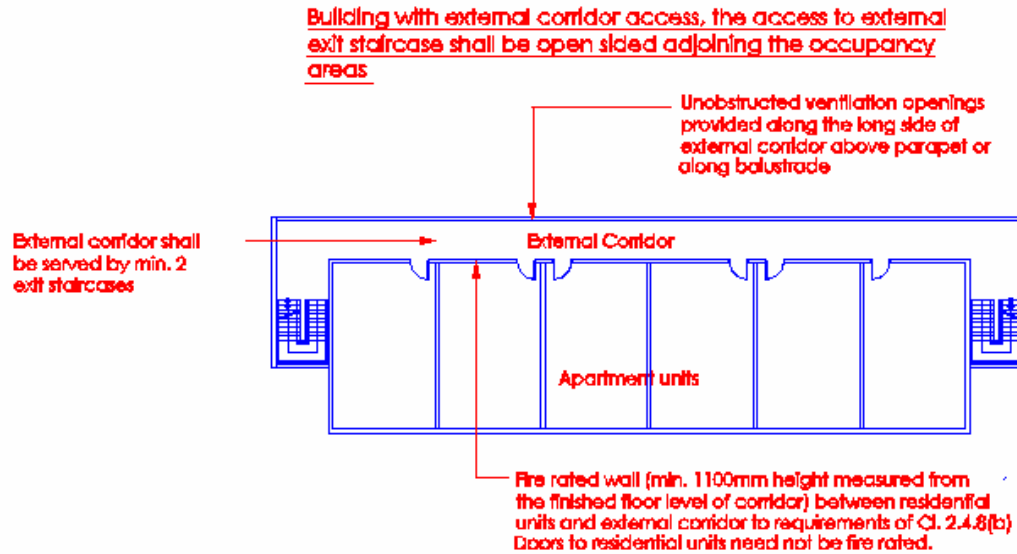 Building with external corridor access, the access to external
exit staircase shall be open sided adjoining the occupancy
areas
Unobstructed ventilation openings
provided along the long side of
external corridor above parapet or
along balustrade
External corridor shall
be served by min. 2
exit staircases
External Corridor
Apartment units
Fire rated wall (min. 1100mm height measured from
the finished floor level of corridor) between residential
units and external corridor to requirements of Cl. 2.4.8(b)
Doors to residential units need not be fire rated.